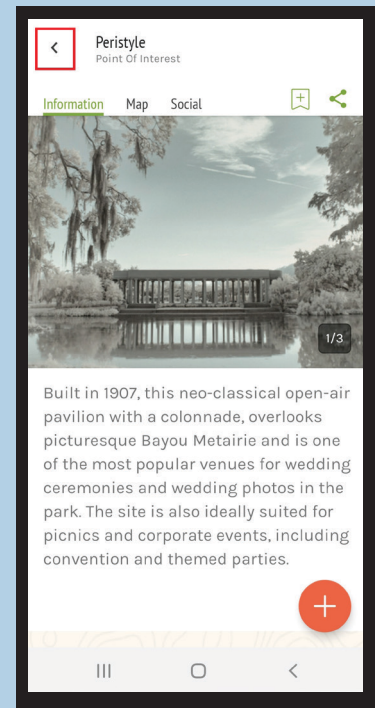 Peristyle
Point Of Interest
Information Map Social
1/3
Built in 1907, this neo-classical open-air
pavilion with a colonnade, overlooks
picturesque Bayou Metairie and is one
of the most popular venues for wedding
ceremonies and wedding photos in the
park. The site is also ideally suited for
picnics and corporate events, including
convention and themed parties.